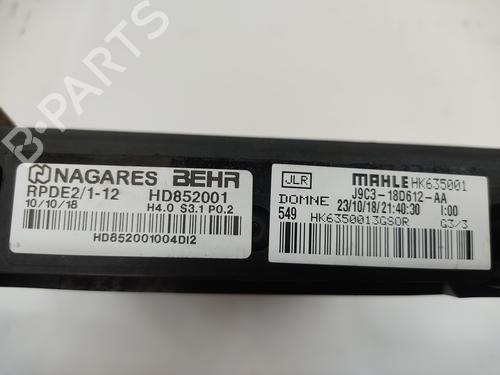 NAGARES BEHR
RPDE2/1-12 HD852001
10/10/18 H4.0 S3.1 P0.2
HD852001004DI2
JLR MAHLE HK635001
J9C3-18D612-AA
DOMNE 23/10/18/21:40:30 1:00
549 HK6350013GSOR G3/3
B-PARTS